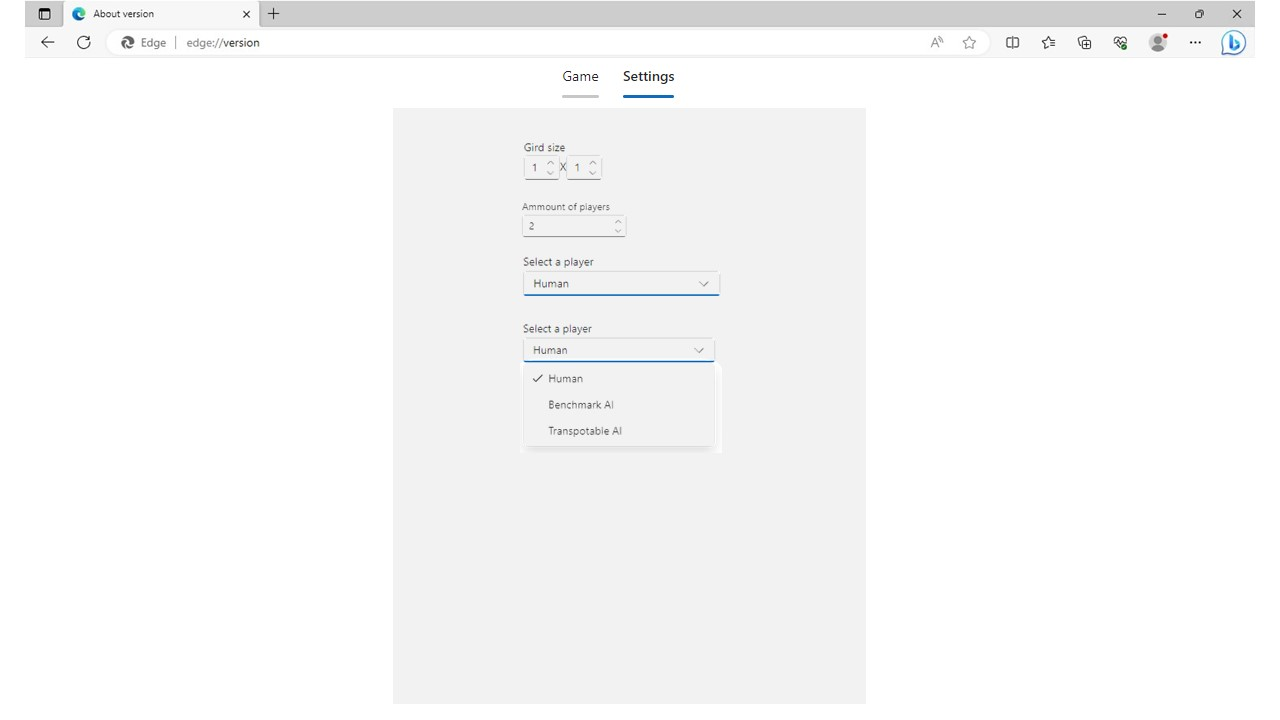 About version
Edge | edge://version
Game Settings
Gird size
1 X 1
Ammount of players
2
Select a player
Human
Select a player
Human
Human
Benchmark AI
Transpotable AI